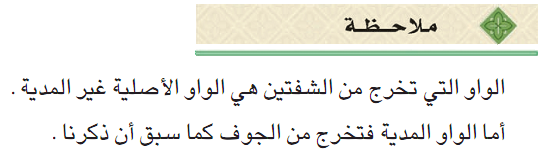 ملاحظة
الواو التي تخرج من الشفتين هي الواو الأصلية غير المدية .
أما الواو المدية فتخرج من الجوف كما سبق أن ذكرنا .